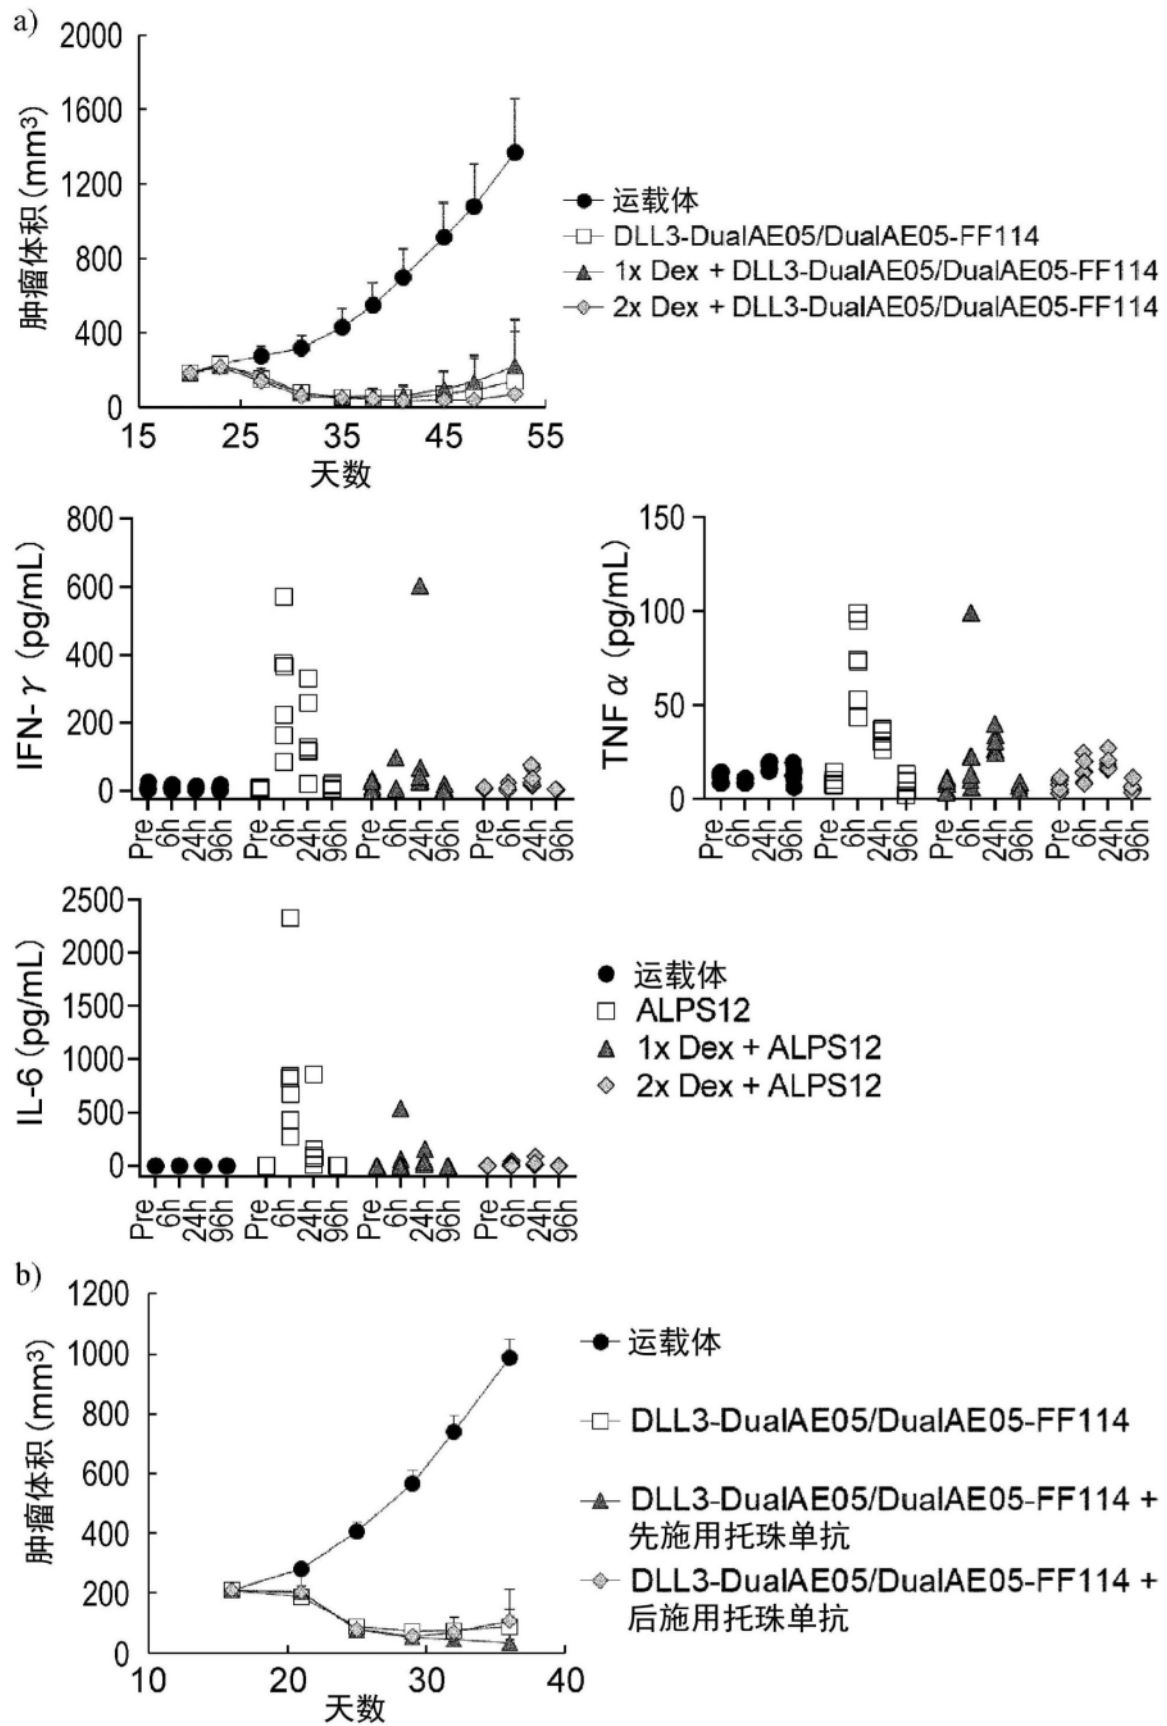 a)
2000
1600
1200
800
400
0
肿瘤体积 (mm³)
15 25 35 45 55
天数
运载体
DLL3-DualAE05/DualAE05-FF114
1x Dex + DLL3-DualAE05/DualAE05-FF114
2x Dex + DLL3-DualAE05/DualAE05-FF114
800
600
400
200
0
IFN-γ (pg/mL)
Pre 6h 24h 96h Pre 6h 24h 96h Pre 6h 24h 96h Pre 6h 24h 96h
150
100
50
0
TNFα (pg/mL)
Pre 6h 24h 96h Pre 6h 24h 96h Pre 6h 24h 96h Pre 6h 24h 96h
2500
2000
1500
1000
500
0
IL-6 (pg/mL)
Pre 6h 24h 96h Pre 6h 24h 96h Pre 6h 24h 96h Pre 6h 24h 96h
运载体
ALPS12
1x Dex + ALPS12
2x Dex + ALPS12
b)
1200
1000
800
600
400
200
0
肿瘤体积 (mm³)
10 20 30 40
天数
运载体
DLL3-DualAE05/DualAE05-FF114
DLL3-DualAE05/DualAE05-FF114 +
先施用托珠单抗
DLL3-DualAE05/DualAE05-FF114 +
后施用托珠单抗